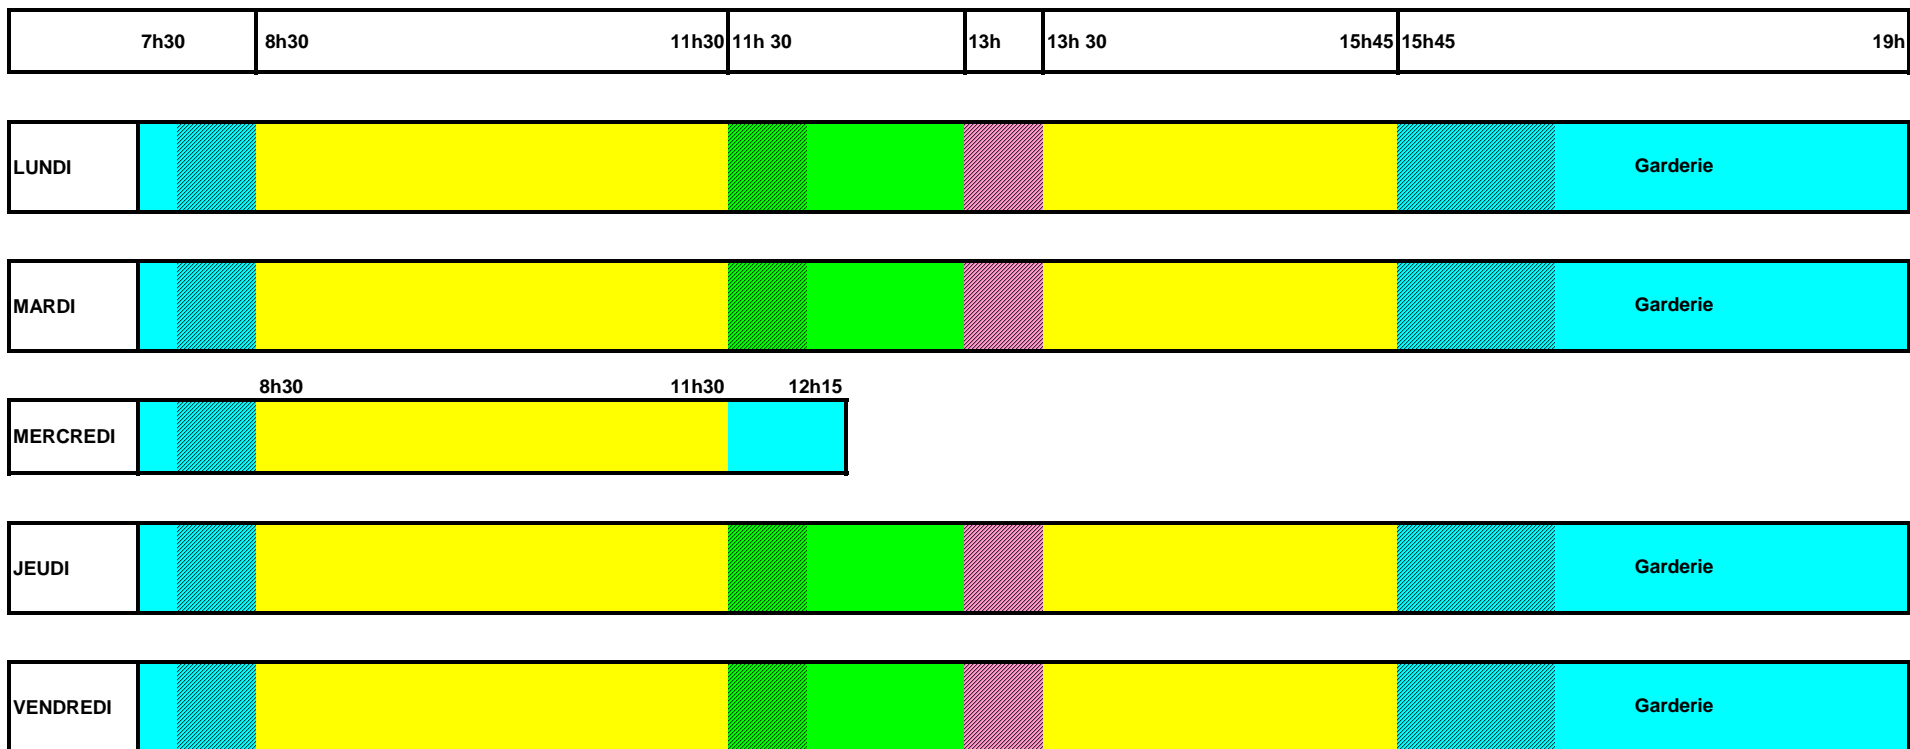 7h30 8h30 11h30 11h 30 13h 13h 30 15h45 15h45 19h
LUNDI Garderie
MARDI Garderie
8h30 11h30 12h15
MERCREDI
JEUDI Garderie
VENDREDI Garderie